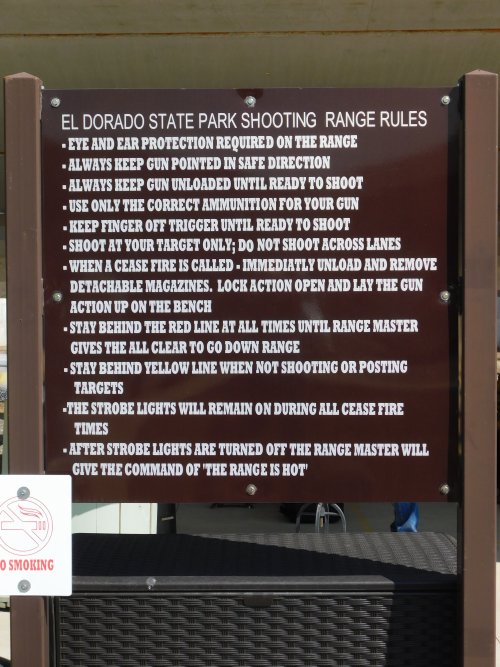 EL DORADO STATE PARK SHOOTING RANGE RULES
- EYE AND EAR PROTECTION REQUIRED ON THE RANGE
- ALWAYS KEEP GUN POINTED IN SAFE DIRECTION
- ALWAYS KEEP GUN UNLOADED UNTIL READY TO SHOOT
- USE ONLY THE CORRECT AMMUNITION FOR YOUR GUN
- KEEP FINGER OFF TRIGGER UNTIL READY TO SHOOT
- SHOOT AT YOUR TARGET ONLY; DO NOT SHOOT ACROSS LANES
- WHEN A CEASE FIRE IS CALLED - IMMEDIATLY UNLOAD AND REMOVE
DETACHABLE MAGAZINES. LOCK ACTION OPEN AND LAY THE GUN
ACTION UP ON THE BENCH
- STAY BEHIND THE RED LINE AT ALL TIMES UNTIL RANGE MASTER
GIVES THE ALL CLEAR TO GO DOWN RANGE
- STAY BEHIND YELLOW LINE WHEN NOT SHOOTING OR POSTING
TARGETS
-THE STROBE LIGHTS WILL REMAIN ON DURING ALL CEASE FIRE
TIMES
- AFTER STROBE LIGHTS ARE TURNED OFF THE RANGE MASTER WILL
GIVE THE COMMAND OF 'THE RANGE IS HOT'
O SMOKING